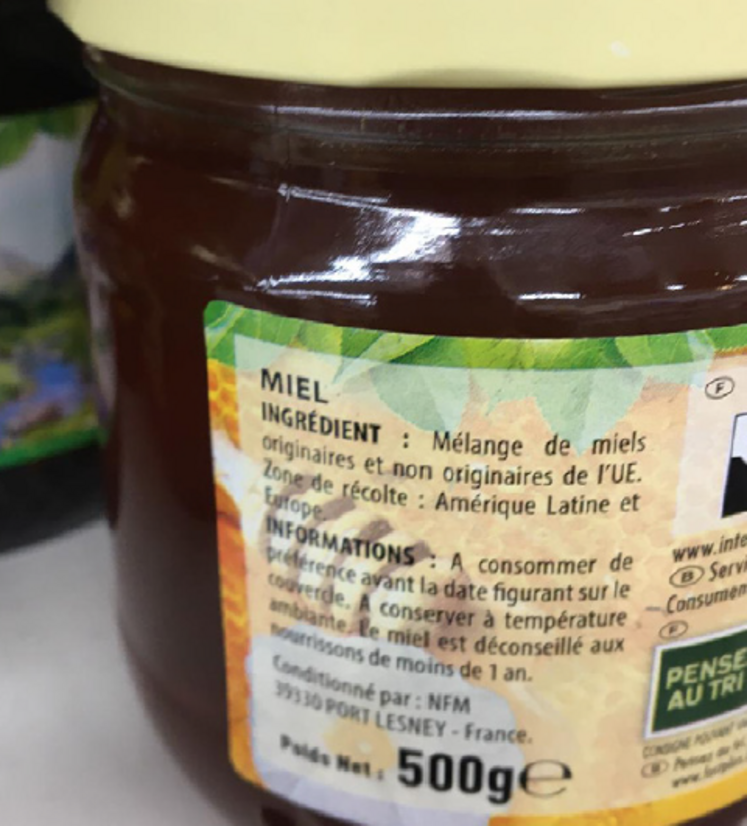 MIEL
INGRÉDIENT : Mélange de miels
originaires et non originaires de l'UE.
Zone de récolte : Amérique Latine et
Europe.
INFORMATIONS : A consommer de
préférence avant la date figurant sur le
couvercle. A conserver à température
ambiante. Le miel est déconseillé aux
nourrissons de moins de 1 an.
Conditionné par : NFM
39330 PORT LESNEY - France.
Poids Net : 500g℮
F
www.inte
B Servi
Consumen
F
PENSE
AU TRI